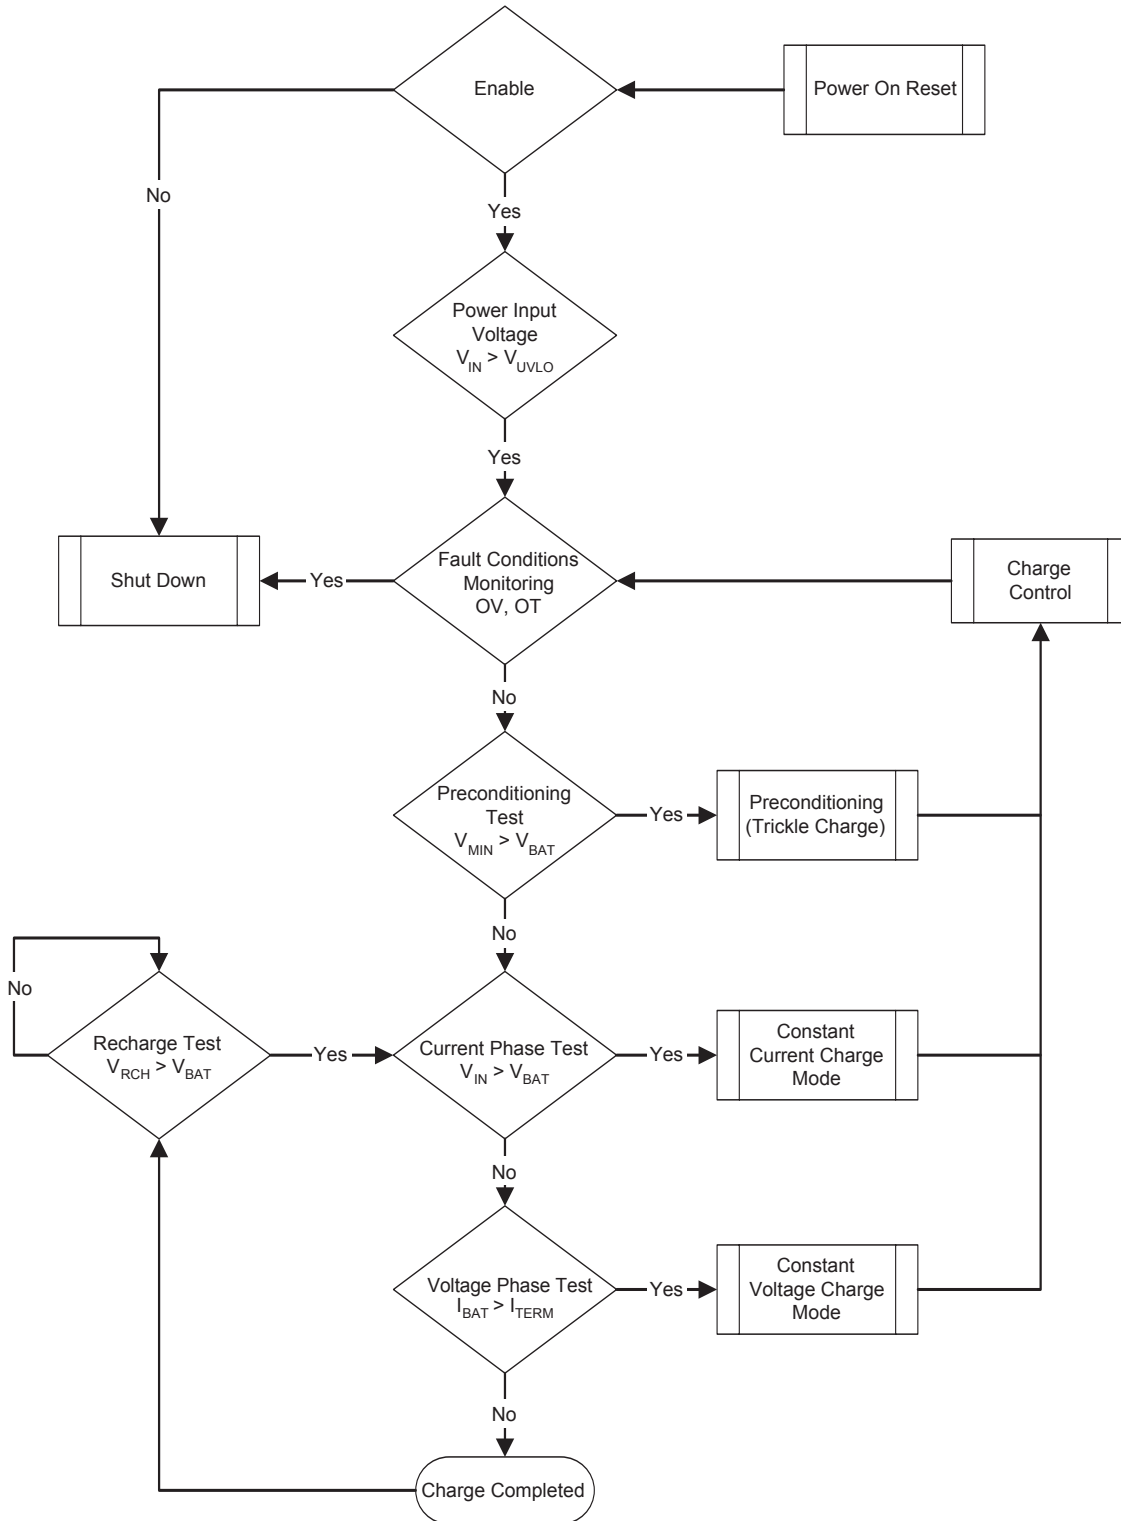 Enable
Power On Reset
No
Yes
Power Input
Voltage
V_IN > V_UVLO
Yes
Shut Down
Yes
Fault Conditions
Monitoring
OV, OT
Charge
Control
No
Preconditioning
Test
V_MIN > V_BAT
Yes
Preconditioning
(Trickle Charge)
No
No
Recharge Test
V_RCH > V_BAT
Yes
Current Phase Test
V_IN > V_BAT
Yes
Constant
Current Charge
Mode
No
Voltage Phase Test
I_BAT > I_TERM
Yes
Constant
Voltage Charge
Mode
No
Charge Completed